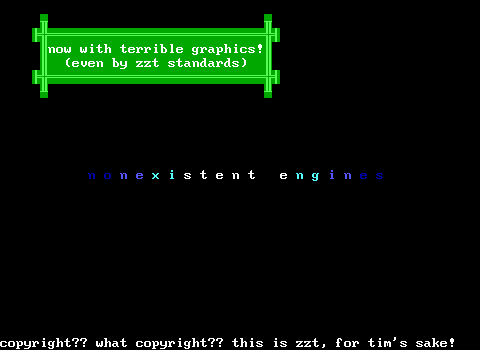 now with terrible graphics!
(even by zzt standards)
nonexistent engines
copyright?? what copyright?? this is zzt, for tim's sake!